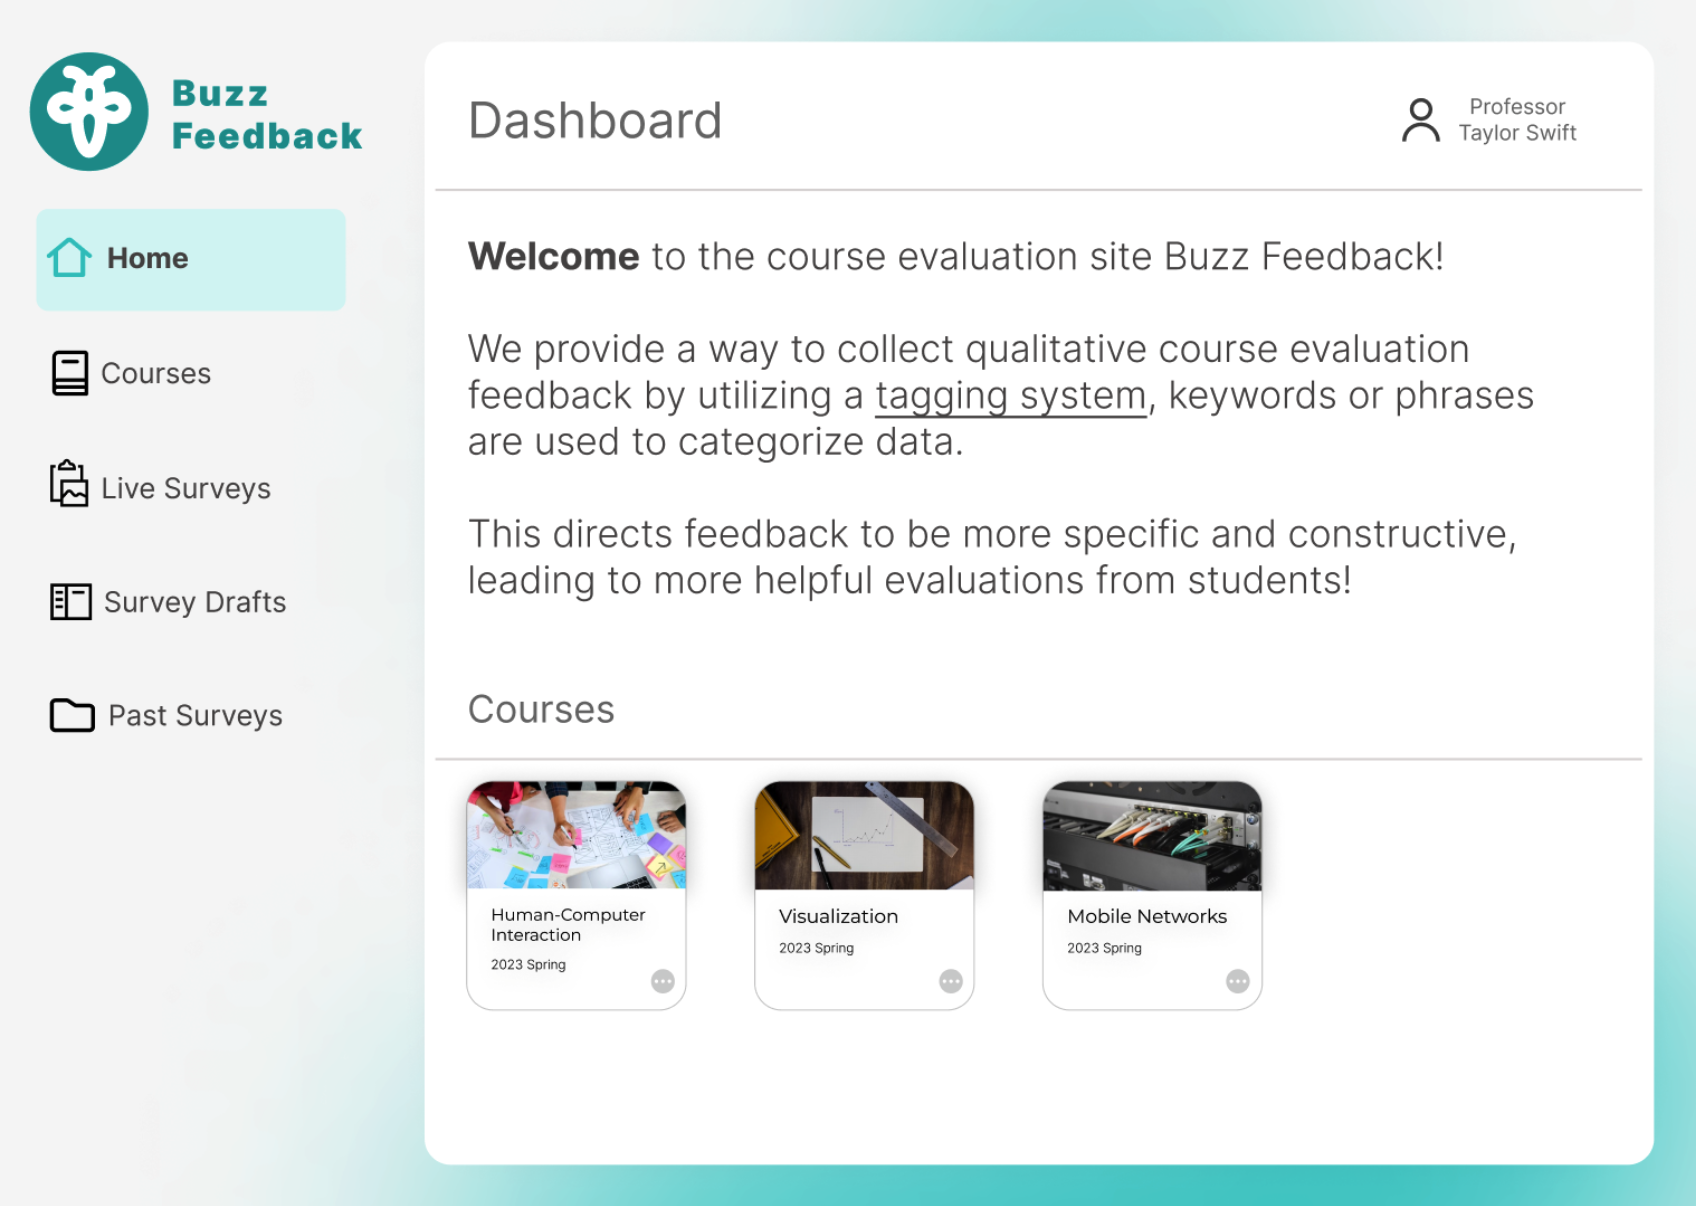 Buzz
Feedback
Home
Courses
Live Surveys
Survey Drafts
Past Surveys
Dashboard
Professor
Taylor Swift
Welcome to the course evaluation site Buzz Feedback!
We provide a way to collect qualitative course evaluation
feedback by utilizing a tagging system, keywords or phrases
are used to categorize data.
This directs feedback to be more specific and constructive,
leading to more helpful evaluations from students!
Courses
Human-Computer
Interaction
2023 Spring
Visualization
2023 Spring
Mobile Networks
2023 Spring